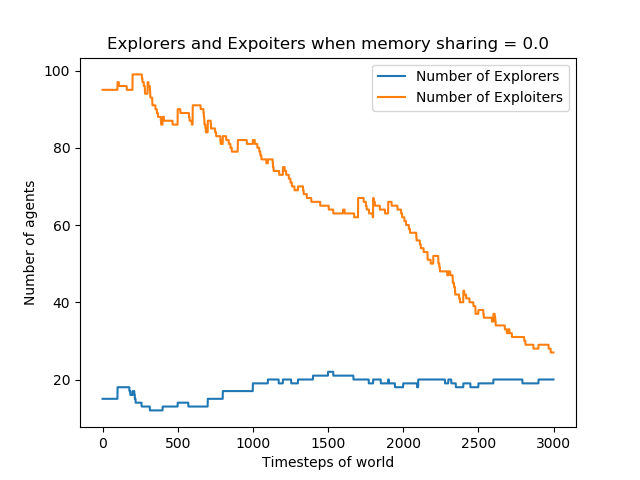 Explorers and Expoiters when memory sharing = 0.0
Number of Explorers
Number of Exploiters
100
80
60
40
20
Number of agents
0 500 1000 1500 2000 2500 3000
Timesteps of world